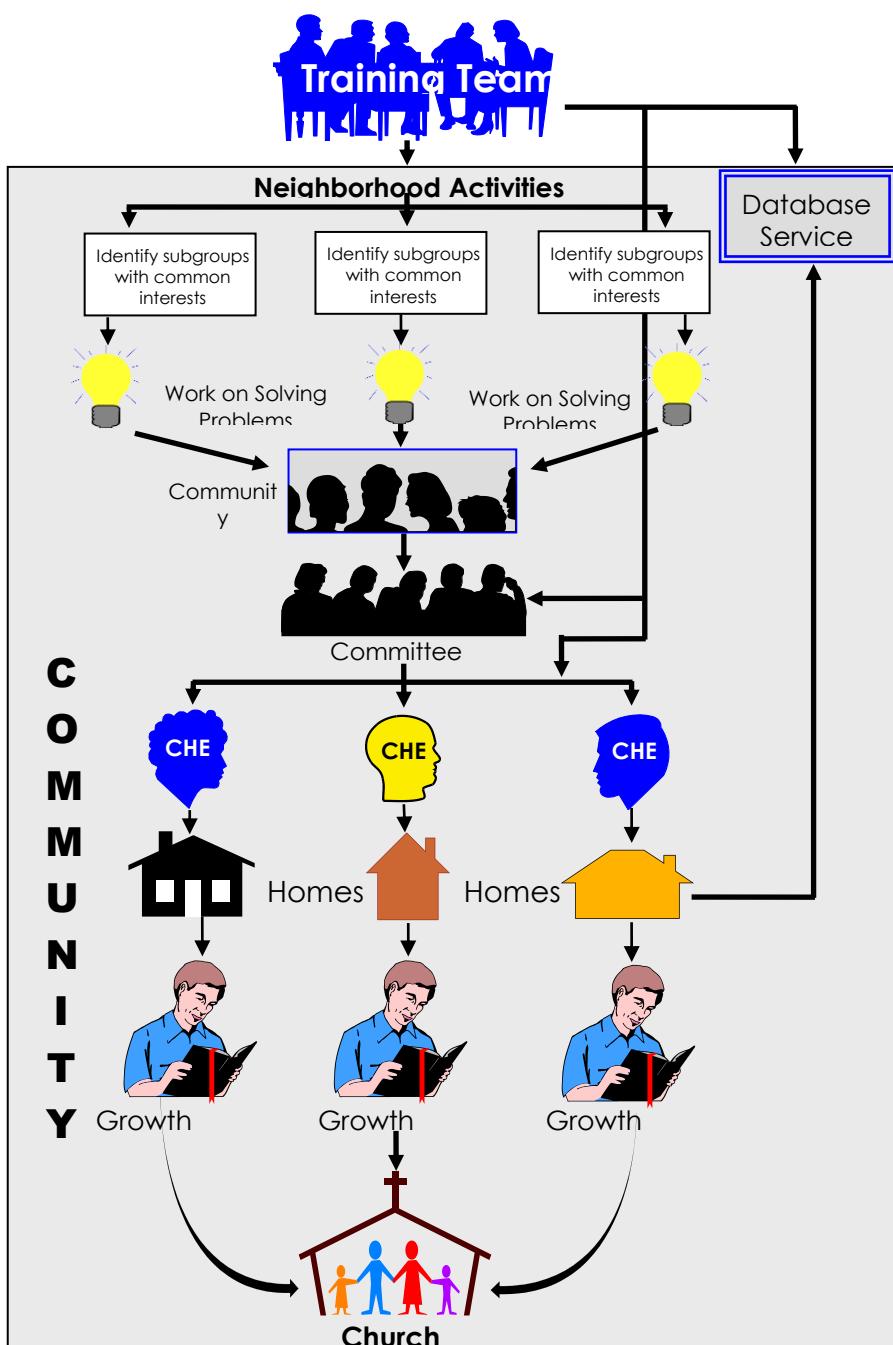 Training Team
Neighborhood Activities
Database
Service
Identify subgroups
with common
interests
Identify subgroups
with common
interests
Identify subgroups
with common
interests
Work on Solving
Problems
Work on Solving
Problems
Communit
y
Committee
COMMUNITY
CHE
CHE
CHE
Homes
Homes
Growth
Growth
Growth
Church